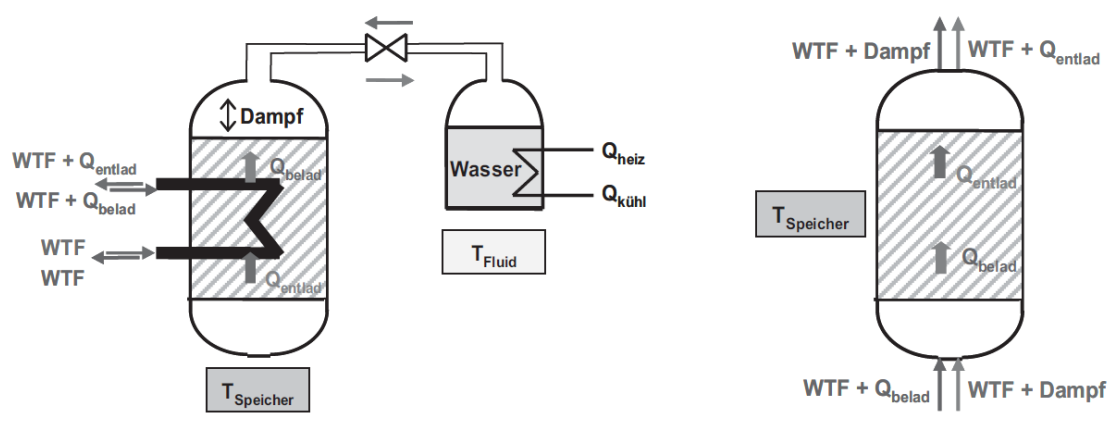 Dampf
WTF + Q_entlad
WTF + Q_belad
WTF
WTF
Q_belad
Q_entlad
T_Speicher
Wasser
Q_heiz
Q_kühl
T_Fluid
WTF + Dampf
WTF + Q_entlad
Q_entlad
T_Speicher
Q_belad
WTF + Q_belad
WTF + Dampf